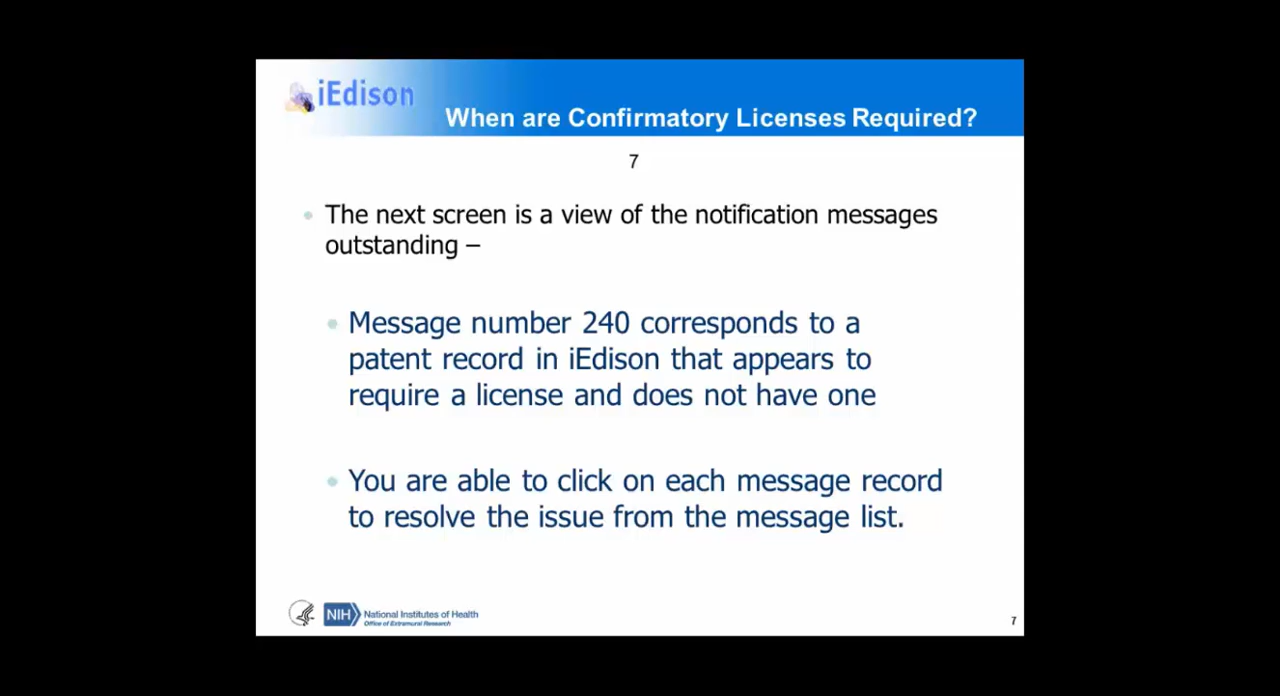 iEdison
When are Confirmatory Licenses Required?
7
• The next screen is a view of the notification messages
outstanding –
• Message number 240 corresponds to a
patent record in iEdison that appears to
require a license and does not have one
• You are able to click on each message record
to resolve the issue from the message list.
NIH National Institutes of Health
Office of Extramural Research
7